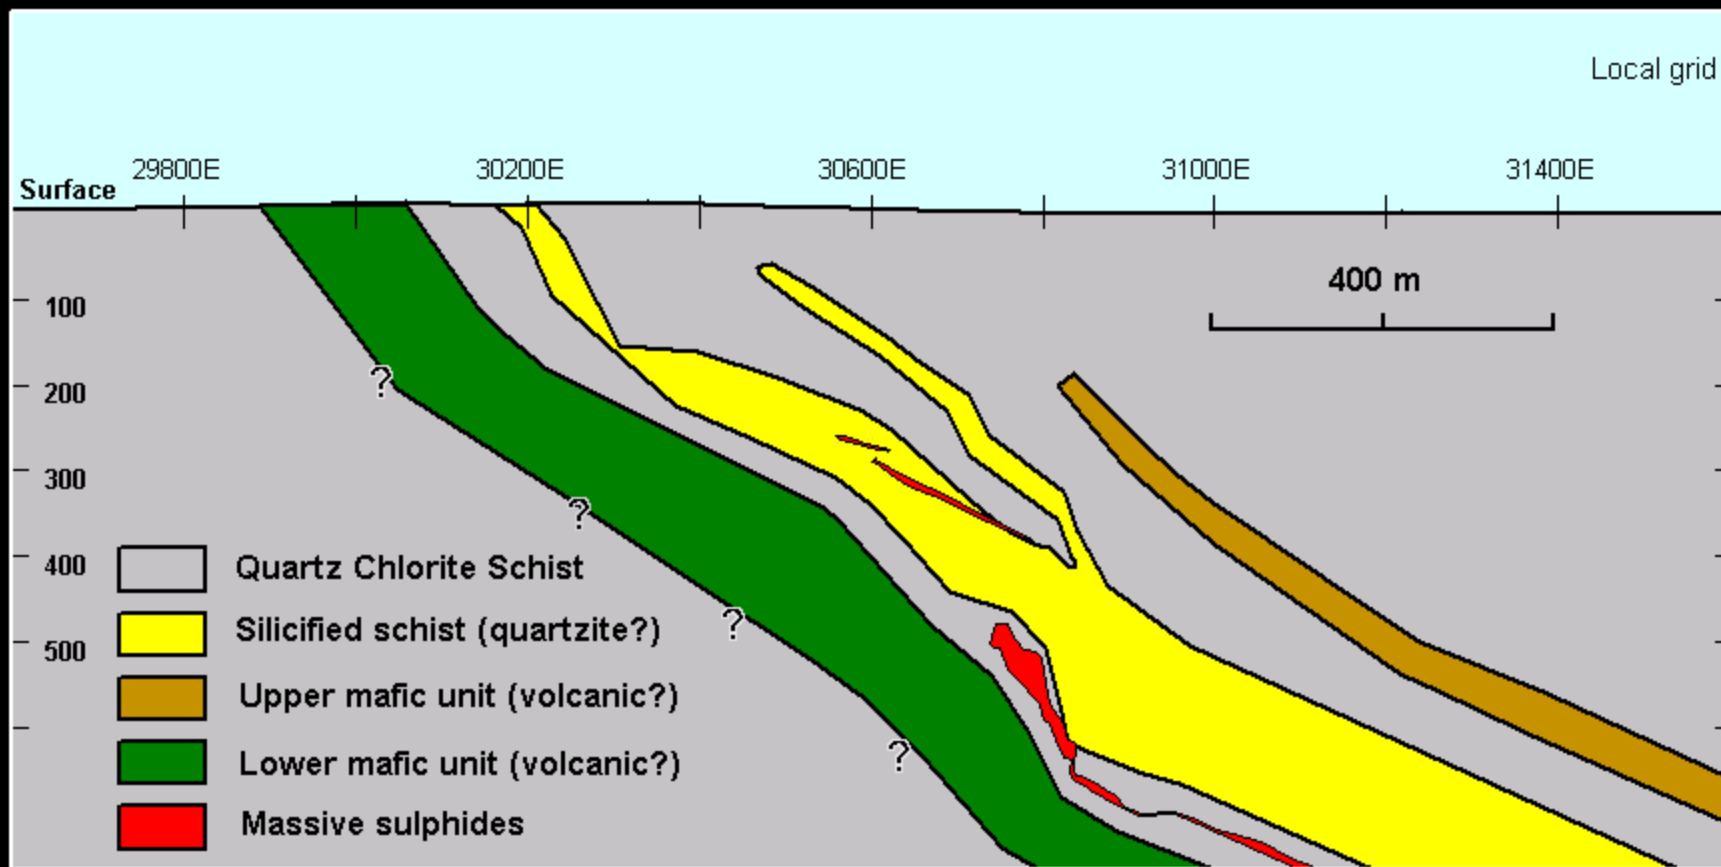 Local grid
29800E 30200E 30600E 31000E 31400E
Surface
400 m
100
200
300
400
500
?
?
?
?
Quartz Chlorite Schist
Silicified schist (quartzite?)
Upper mafic unit (volcanic?)
Lower mafic unit (volcanic?)
Massive sulphides